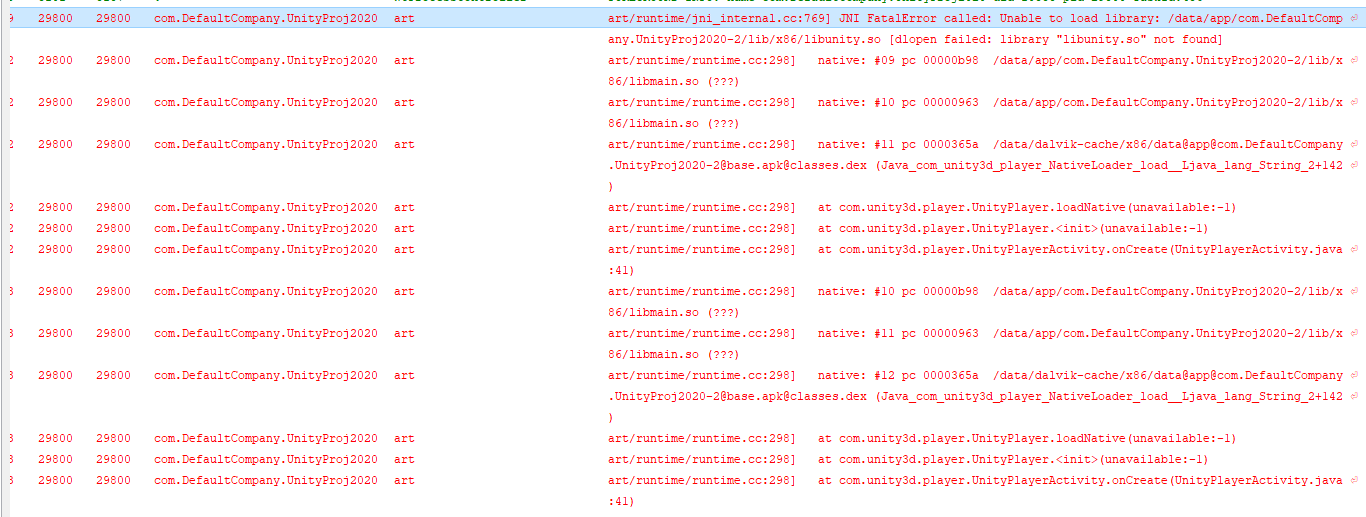 9 29800 29800 com.DefaultCompany.UnityProj2020 art art/runtime/jni_internal.cc:769] JNI FatalError called: Unable to load library: /data/app/com.DefaultComp
any.UnityProj2020-2/lib/x86/libunity.so [dlopen failed: library "libunity.so" not found]
2 29800 29800 com.DefaultCompany.UnityProj2020 art art/runtime/runtime.cc:298] native: #09 pc 00000b98 /data/app/com.DefaultCompany.UnityProj2020-2/lib/x
86/libmain.so (???)
2 29800 29800 com.DefaultCompany.UnityProj2020 art art/runtime/runtime.cc:298] native: #10 pc 00000963 /data/app/com.DefaultCompany.UnityProj2020-2/lib/x
86/libmain.so (???)
2 29800 29800 com.DefaultCompany.UnityProj2020 art art/runtime/runtime.cc:298] native: #11 pc 0000365a /data/dalvik-cache/x86/data@app@com.DefaultCompany
.UnityProj2020-2@base.apk@classes.dex (Java_com_unity3d_player_NativeLoader_load__Ljava_lang_String_2+142
)
2 29800 29800 com.DefaultCompany.UnityProj2020 art art/runtime/runtime.cc:298] at com.unity3d.player.UnityPlayer.loadNative(unavailable:-1)
2 29800 29800 com.DefaultCompany.UnityProj2020 art art/runtime/runtime.cc:298] at com.unity3d.player.UnityPlayer.<init>(unavailable:-1)
2 29800 29800 com.DefaultCompany.UnityProj2020 art art/runtime/runtime.cc:298] at com.unity3d.player.UnityPlayerActivity.onCreate(UnityPlayerActivity.java
:41)
3 29800 29800 com.DefaultCompany.UnityProj2020 art art/runtime/runtime.cc:298] native: #10 pc 00000b98 /data/app/com.DefaultCompany.UnityProj2020-2/lib/x
86/libmain.so (???)
3 29800 29800 com.DefaultCompany.UnityProj2020 art art/runtime/runtime.cc:298] native: #11 pc 00000963 /data/app/com.DefaultCompany.UnityProj2020-2/lib/x
86/libmain.so (???)
3 29800 29800 com.DefaultCompany.UnityProj2020 art art/runtime/runtime.cc:298] native: #12 pc 0000365a /data/dalvik-cache/x86/data@app@com.DefaultCompany
.UnityProj2020-2@base.apk@classes.dex (Java_com_unity3d_player_NativeLoader_load__Ljava_lang_String_2+142
)
3 29800 29800 com.DefaultCompany.UnityProj2020 art art/runtime/runtime.cc:298] at com.unity3d.player.UnityPlayer.loadNative(unavailable:-1)
3 29800 29800 com.DefaultCompany.UnityProj2020 art art/runtime/runtime.cc:298] at com.unity3d.player.UnityPlayer.<init>(unavailable:-1)
3 29800 29800 com.DefaultCompany.UnityProj2020 art art/runtime/runtime.cc:298] at com.unity3d.player.UnityPlayerActivity.onCreate(UnityPlayerActivity.java
:41)